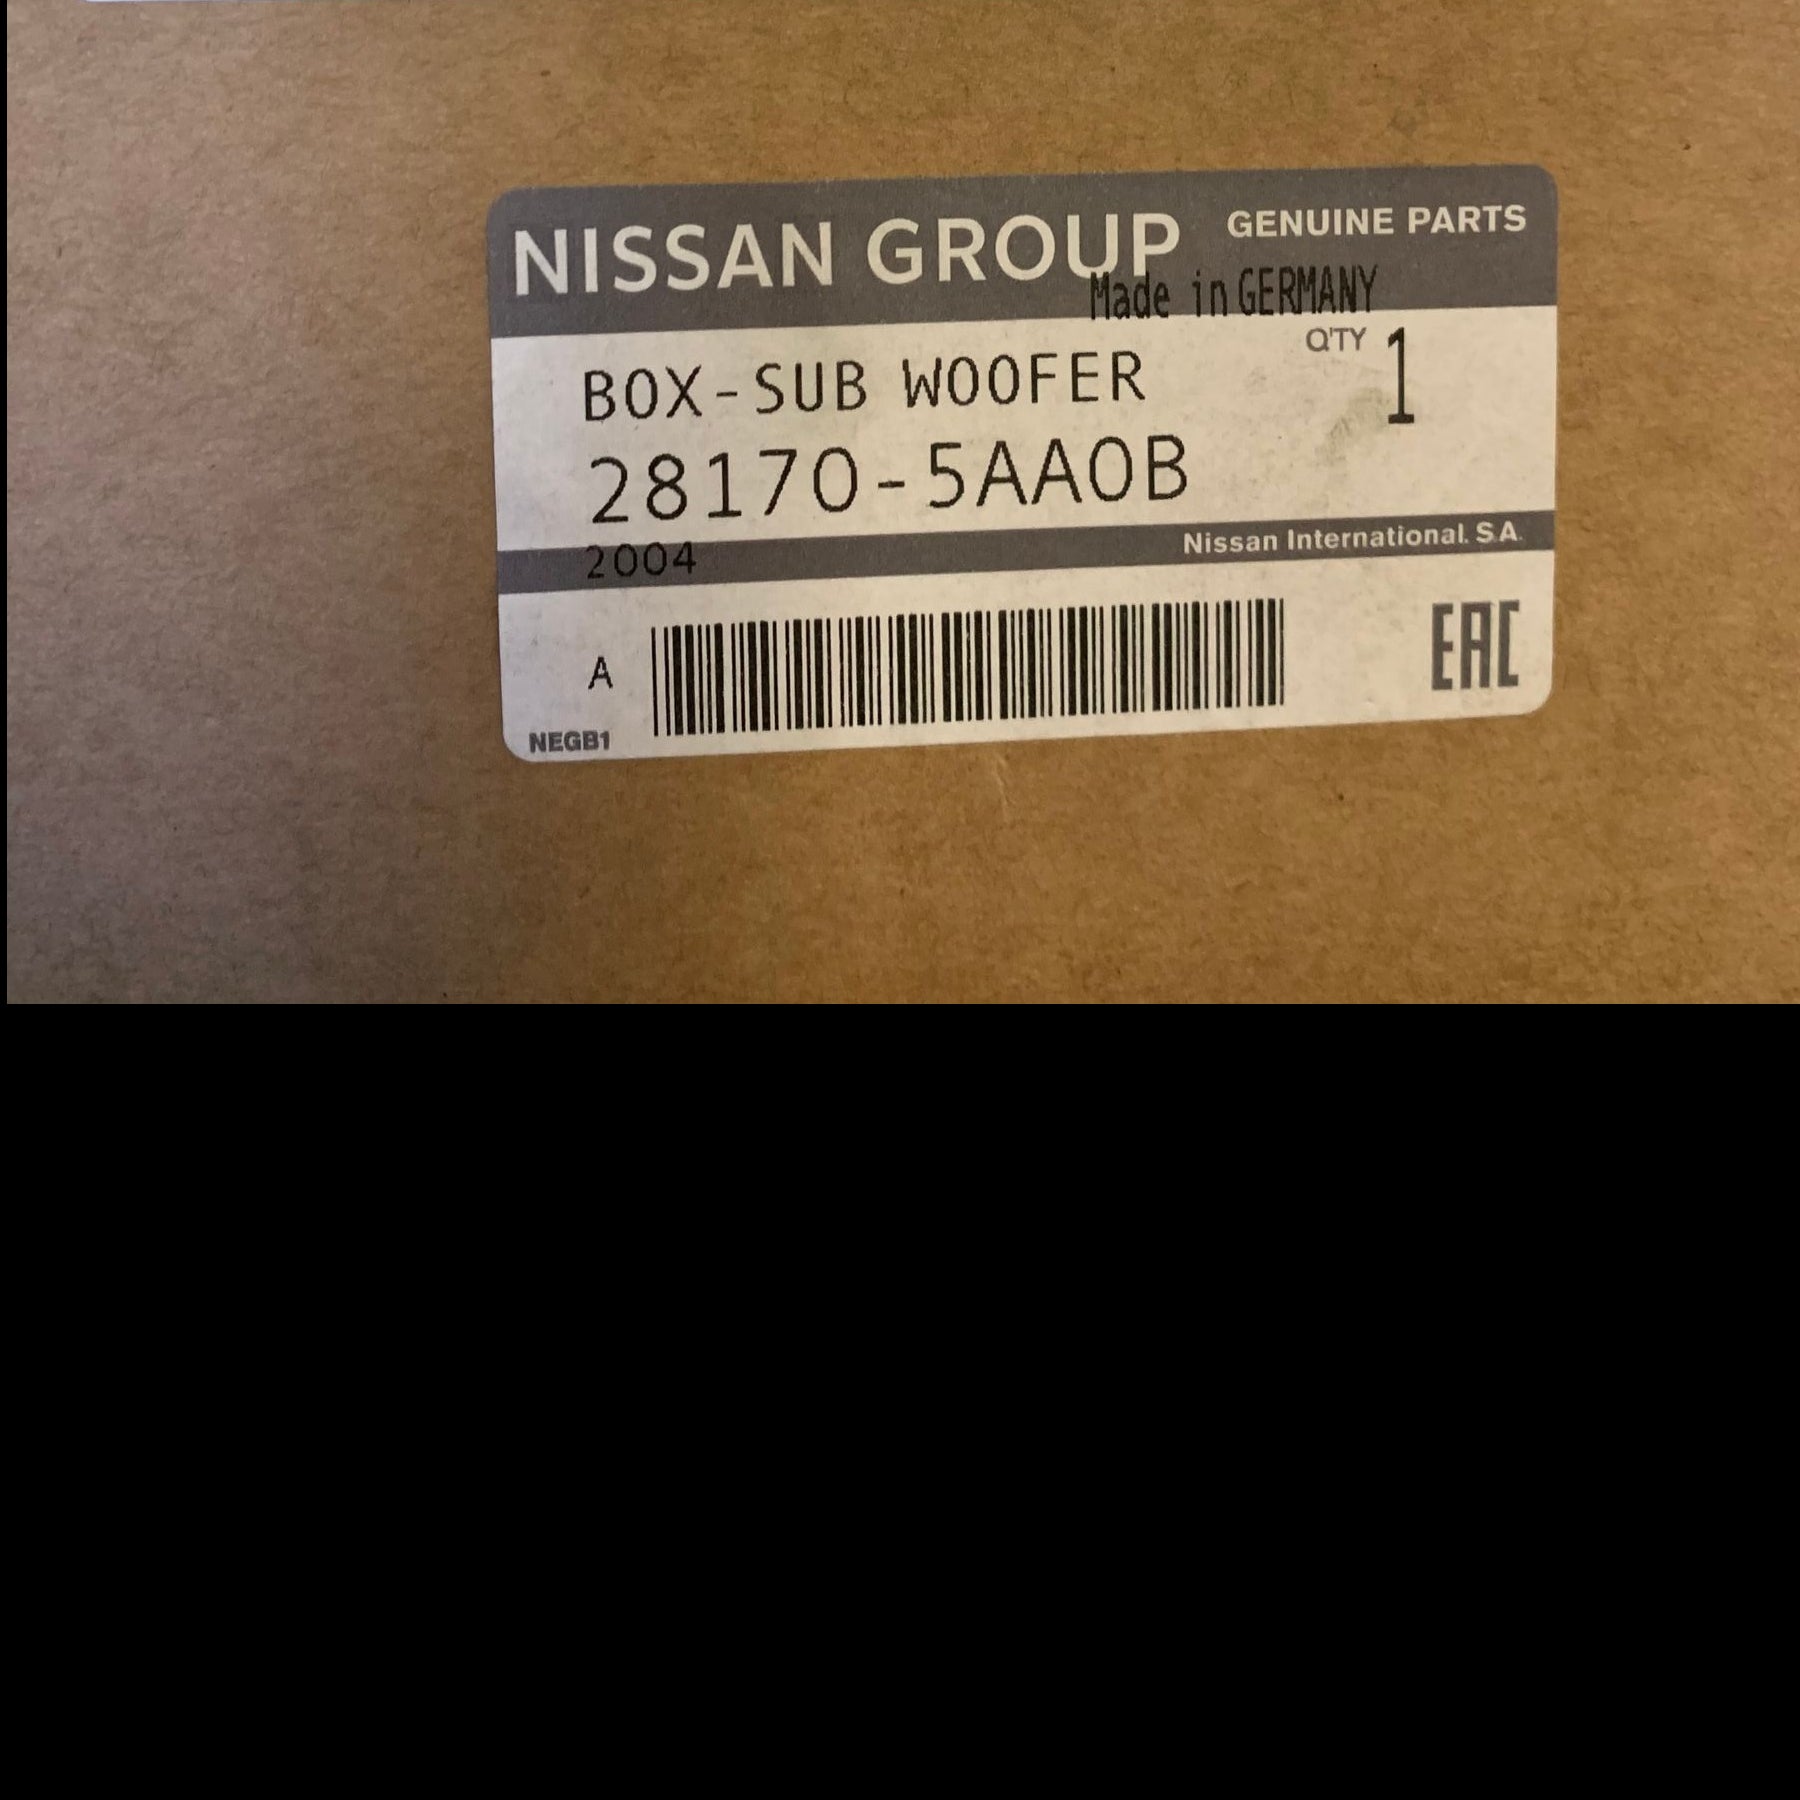 NISSAN GROUP GENUINE PARTS
Made in GERMANY
Q'TY 1
BOX-SUB WOOFER
28170-5AA0B
2004
Nissan International. S.A.
A
EAC
NEGB1